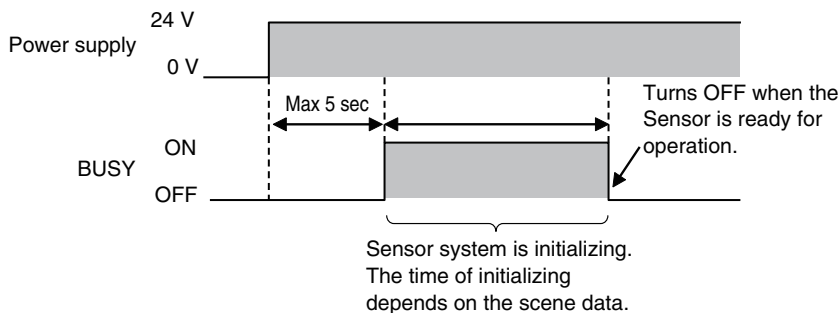 24 V
Power supply
0 V
Max 5 sec
Turns OFF when the
Sensor is ready for
operation.
ON
BUSY
OFF
Sensor system is initializing.
The time of initializing
depends on the scene data.